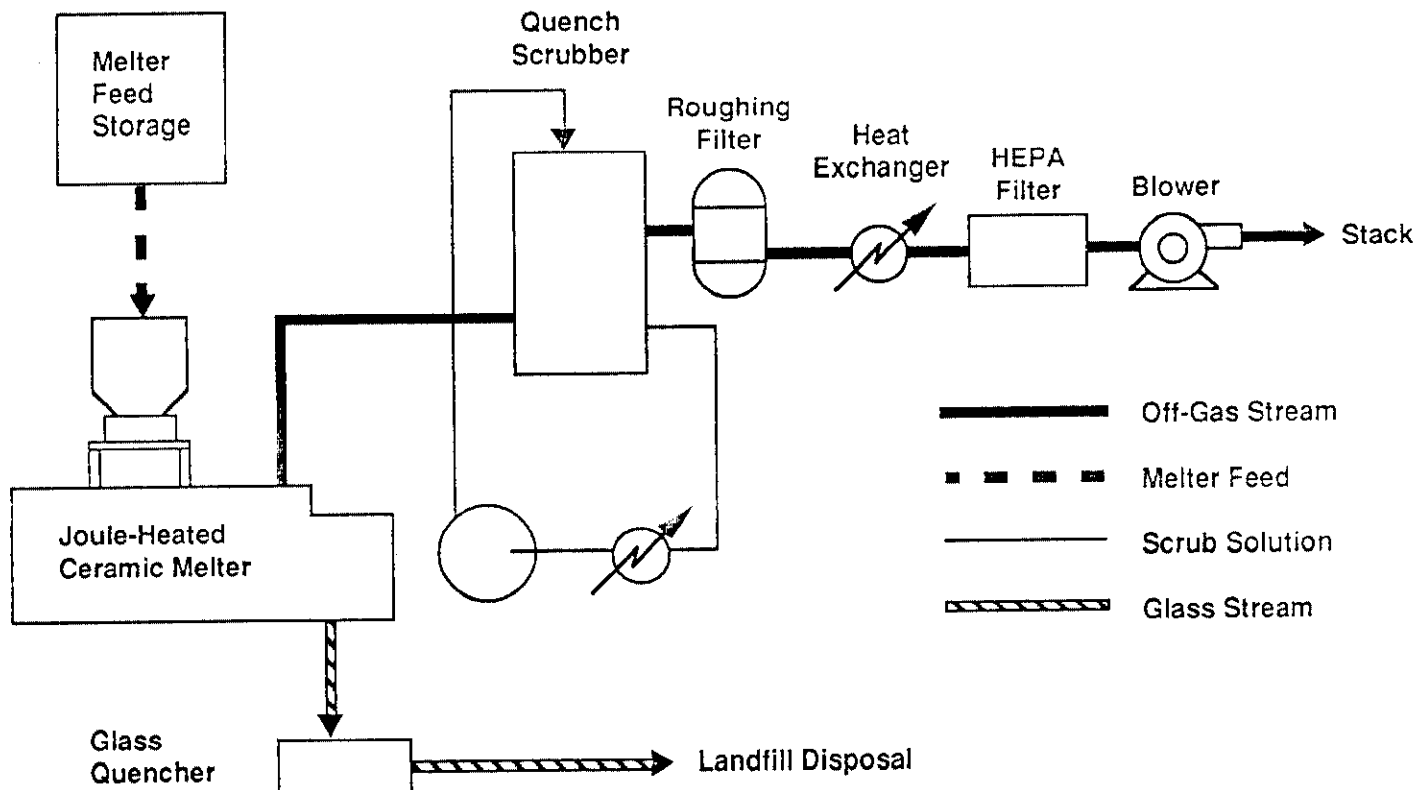 Melter
Feed
Storage
Quench
Scrubber
Roughing
Filter
Heat
Exchanger
HEPA
Filter
Blower
Stack
Off-Gas Stream
Melter Feed
Scrub Solution
Glass Stream
Joule-Heated
Ceramic Melter
Glass
Quencher
Landfill Disposal